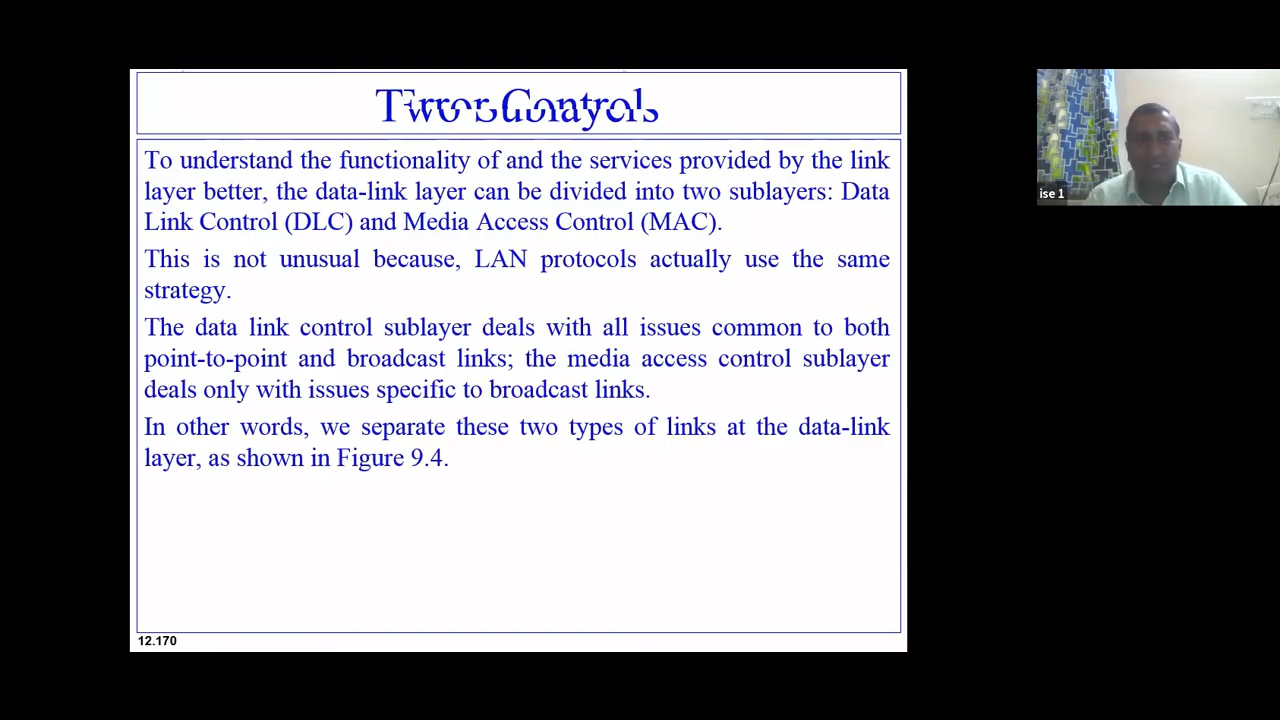 Two Sublayers
To understand the functionality of and the services provided by the link
layer better, the data-link layer can be divided into two sublayers: Data
Link Control (DLC) and Media Access Control (MAC).
This is not unusual because, LAN protocols actually use the same
strategy.
The data link control sublayer deals with all issues common to both
point-to-point and broadcast links; the media access control sublayer
deals only with issues specific to broadcast links.
In other words, we separate these two types of links at the data-link
layer, as shown in Figure 9.4.
12.170
ise 1